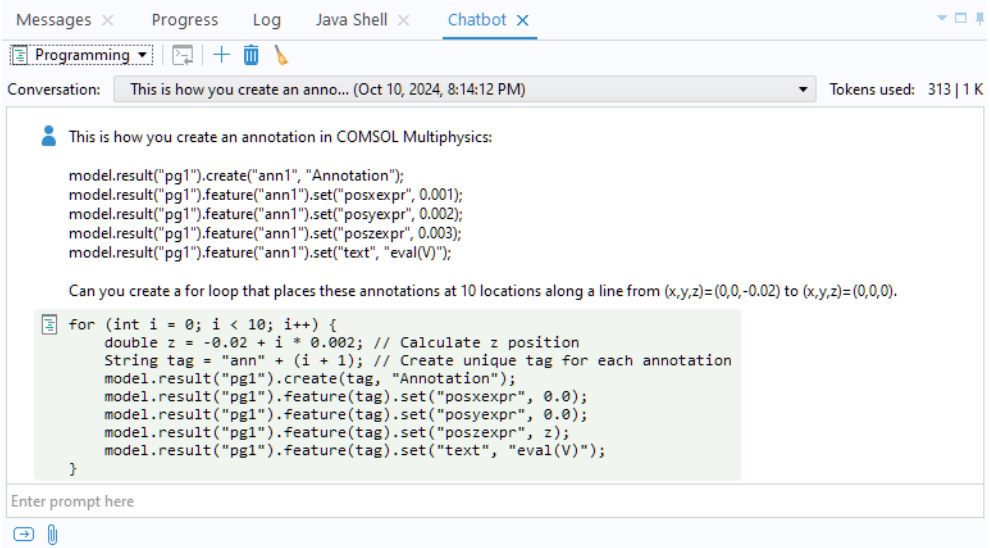 Messages Progress Log Java Shell Chatbot
Programming
Conversation: This is how you create an anno... (Oct 10, 2024, 8:14:12 PM) Tokens used: 313 | 1 K
This is how you create an annotation in COMSOL Multiphysics:
model.result("pg1").create("ann1", "Annotation");
model.result("pg1").feature("ann1").set("posxexpr", 0.001);
model.result("pg1").feature("ann1").set("posyexpr", 0.002);
model.result("pg1").feature("ann1").set("poszexpr", 0.003);
model.result("pg1").feature("ann1").set("text", "eval(V)");
Can you create a for loop that places these annotations at 10 locations along a line from (x,y,z)=(0,0,-0.02) to (x,y,z)=(0,0,0).
for (int i = 0; i < 10; i++) {
    double z = -0.02 + i * 0.002; // Calculate z position
    String tag = "ann" + (i + 1); // Create unique tag for each annotation
    model.result("pg1").create(tag, "Annotation");
    model.result("pg1").feature(tag).set("posxexpr", 0.0);
    model.result("pg1").feature(tag).set("posyexpr", 0.0);
    model.result("pg1").feature(tag).set("poszexpr", z);
    model.result("pg1").feature(tag).set("text", "eval(V)");
}
Enter prompt here